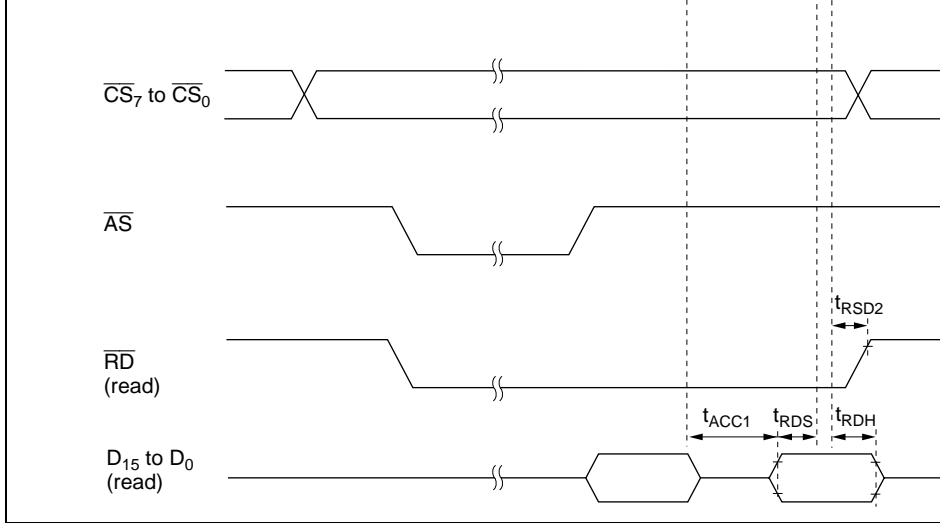 CS7 to CS0
AS
tRSD2
RD
(read)
tACC1 tRDS tRDH
D15 to D0
(read)